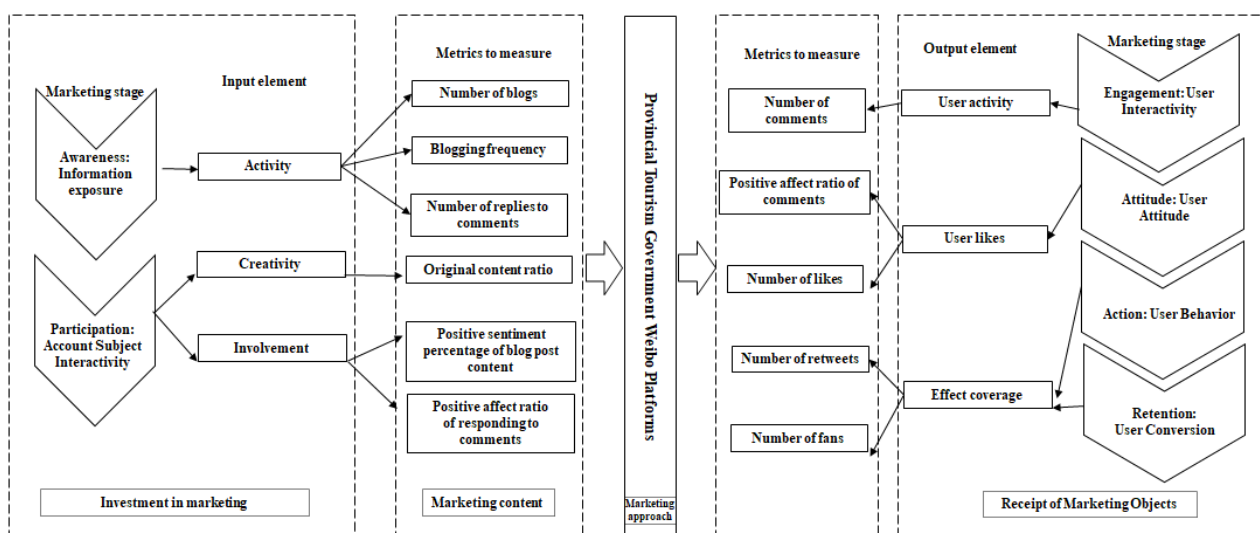 Marketing stage
Awareness:
Information
exposure
Participation:
Account Subject
Interactivity
Input element
Activity
Creativity
Involvement
Investment in marketing
Metrics to measure
Number of blogs
Blogging frequency
Number of replies to
comments
Original content ratio
Positive sentiment
percentage of blog post
content
Positive affect ratio
of responding to
comments
Marketing content
Provincial Tourism Government Weibo Platforms
Marketing
approach
Metrics to measure
Number of
comments
Positive affect ratio of
comments
Number of likes
Number of retweets
Number of fans
Output element
User activity
User likes
Effect coverage
Marketing stage
Engagement: User
Interactivity
Attitude: User
Attitude
Action: User Behavior
Retention:
User Conversion
Receipt of Marketing Objects